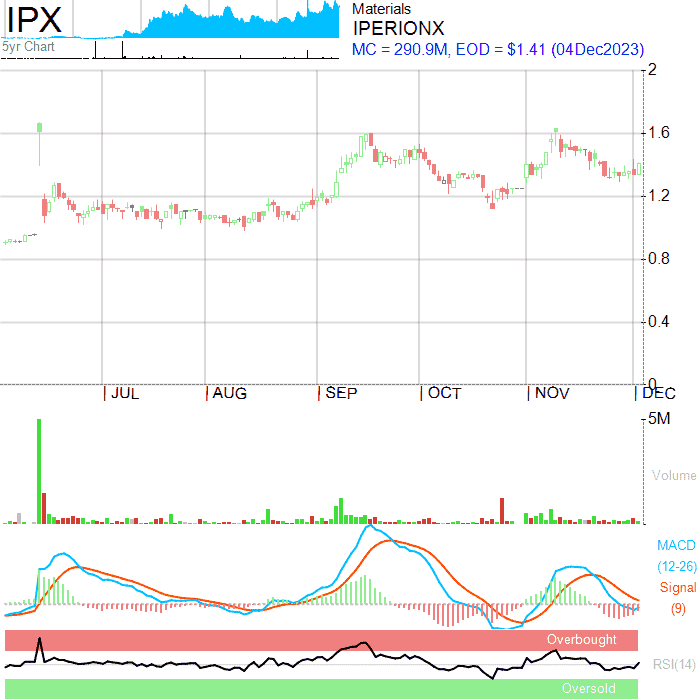 IPX
5yr Chart
Materials
IPERIONX
MC = 290.9M, EOD = $1.41 (04Dec2023)
2
1.6
1.2
0.8
0.4
0
JUL AUG SEP OCT NOV DEC
5M
Volume
MACD
(12-26)
Signal
(9)
Overbought
RSI(14)
Oversold